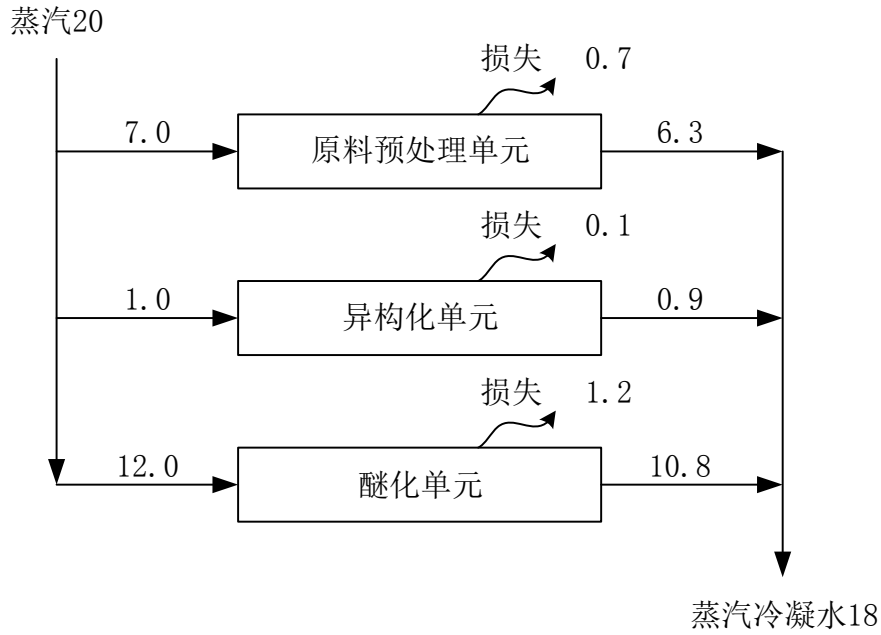 蒸汽20
损失 0.7
7.0
原料预处理单元
6.3
损失 0.1
1.0
异构化单元
0.9
损失 1.2
12.0
醚化单元
10.8
蒸汽冷凝水18